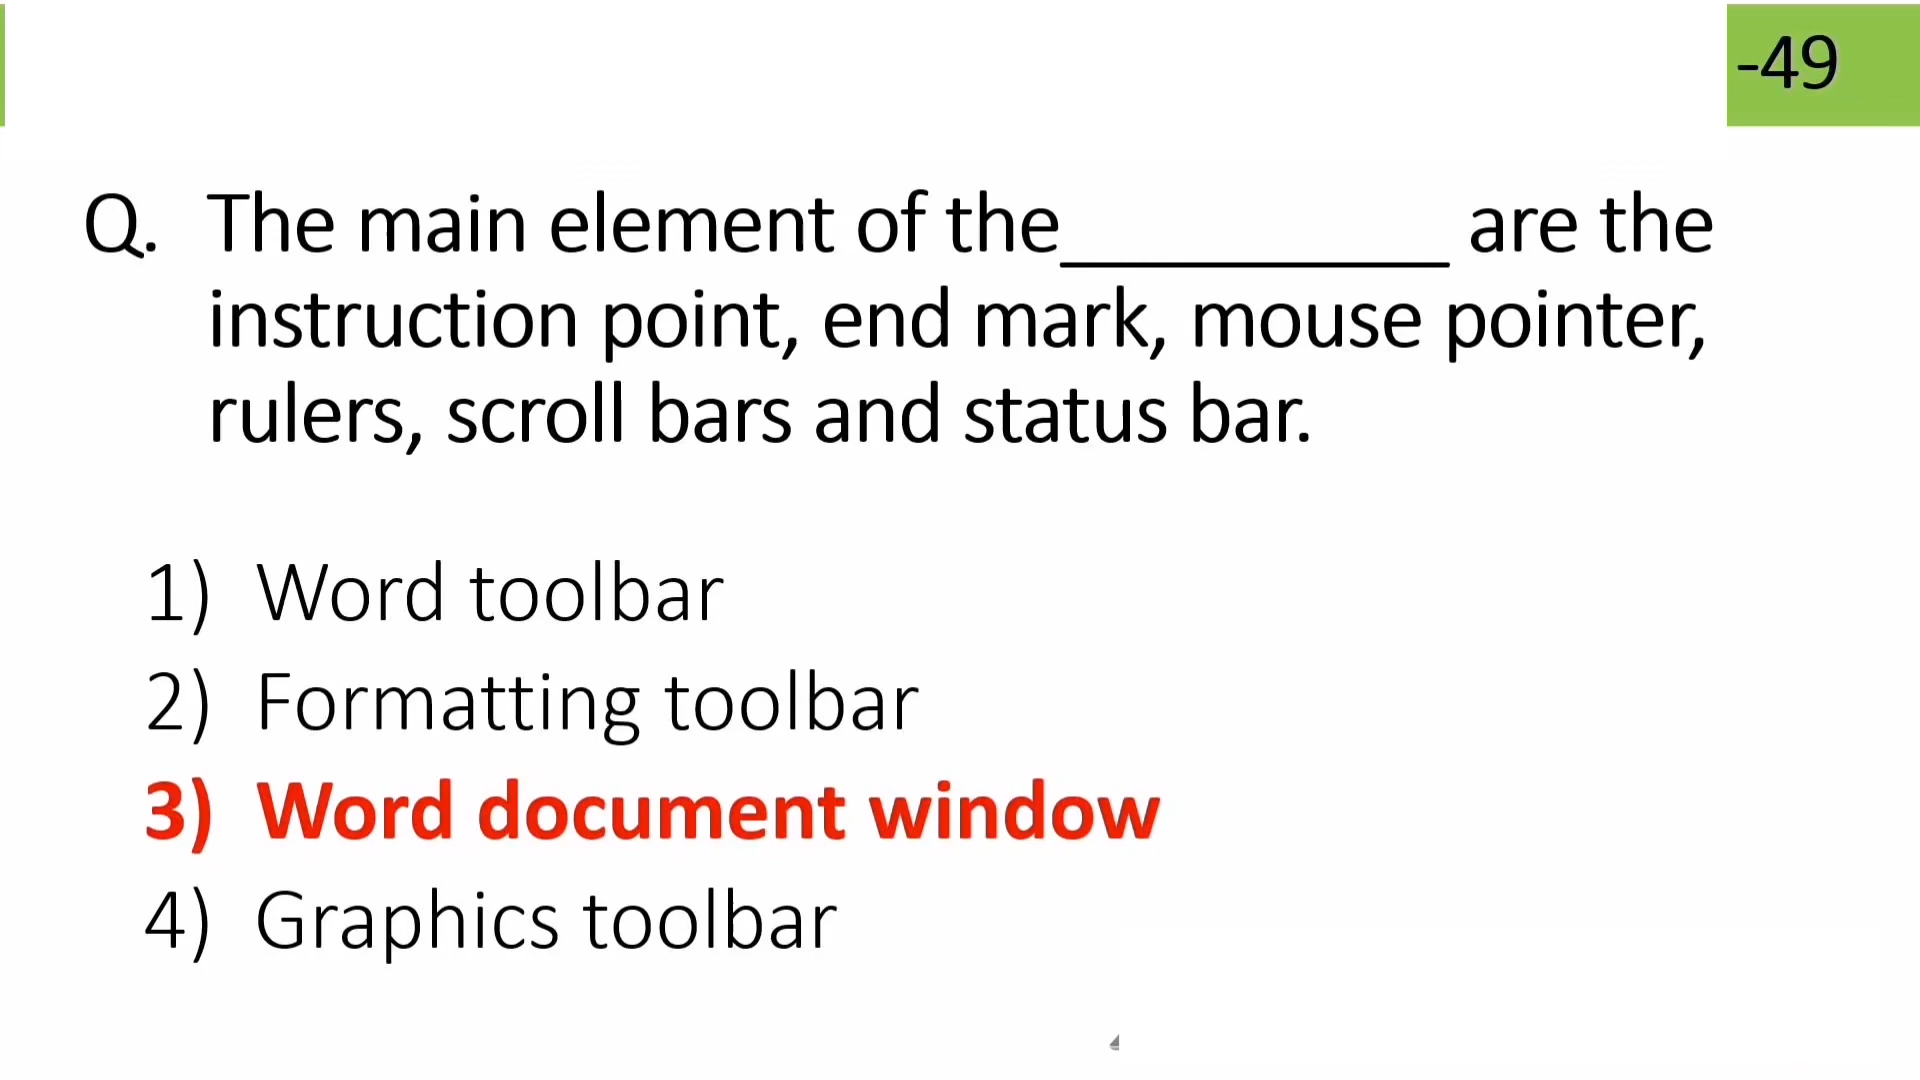 -49
Q. The main element of the__________ are the
instruction point, end mark, mouse pointer,
rulers, scroll bars and status bar.
1) Word toolbar
2) Formatting toolbar
3) Word document window
4) Graphics toolbar